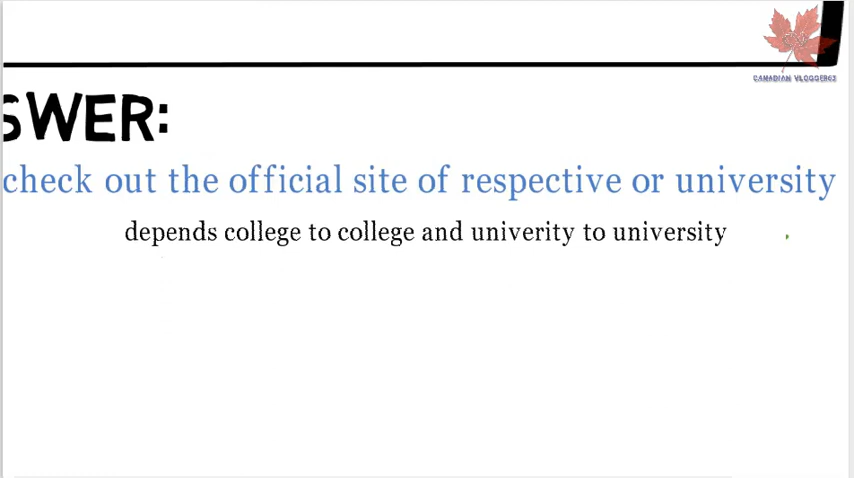 CANADIAN VLOGGER62
SWER:
check out the official site of respective or university
depends college to college and univerity to university